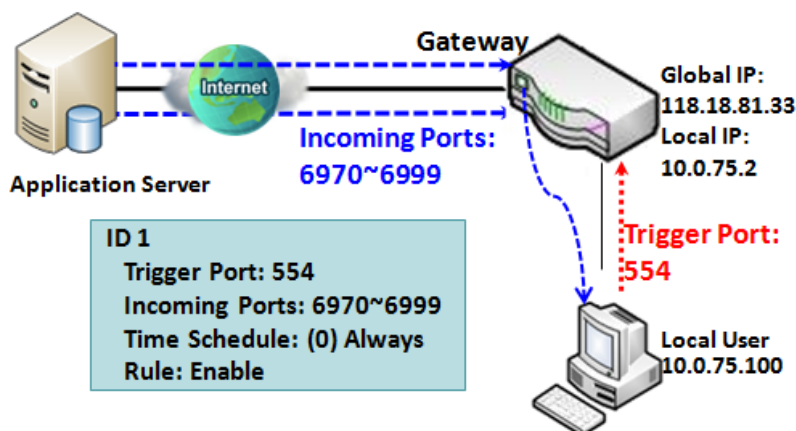 Gateway
Internet
Global IP:
118.18.81.33
Local IP:
10.0.75.2
Incoming Ports:
6970~6999
Application Server
ID 1
Trigger Port: 554
Incoming Ports: 6970~6999
Time Schedule: (0) Always
Rule: Enable
Trigger Port:
554
Local User
10.0.75.100